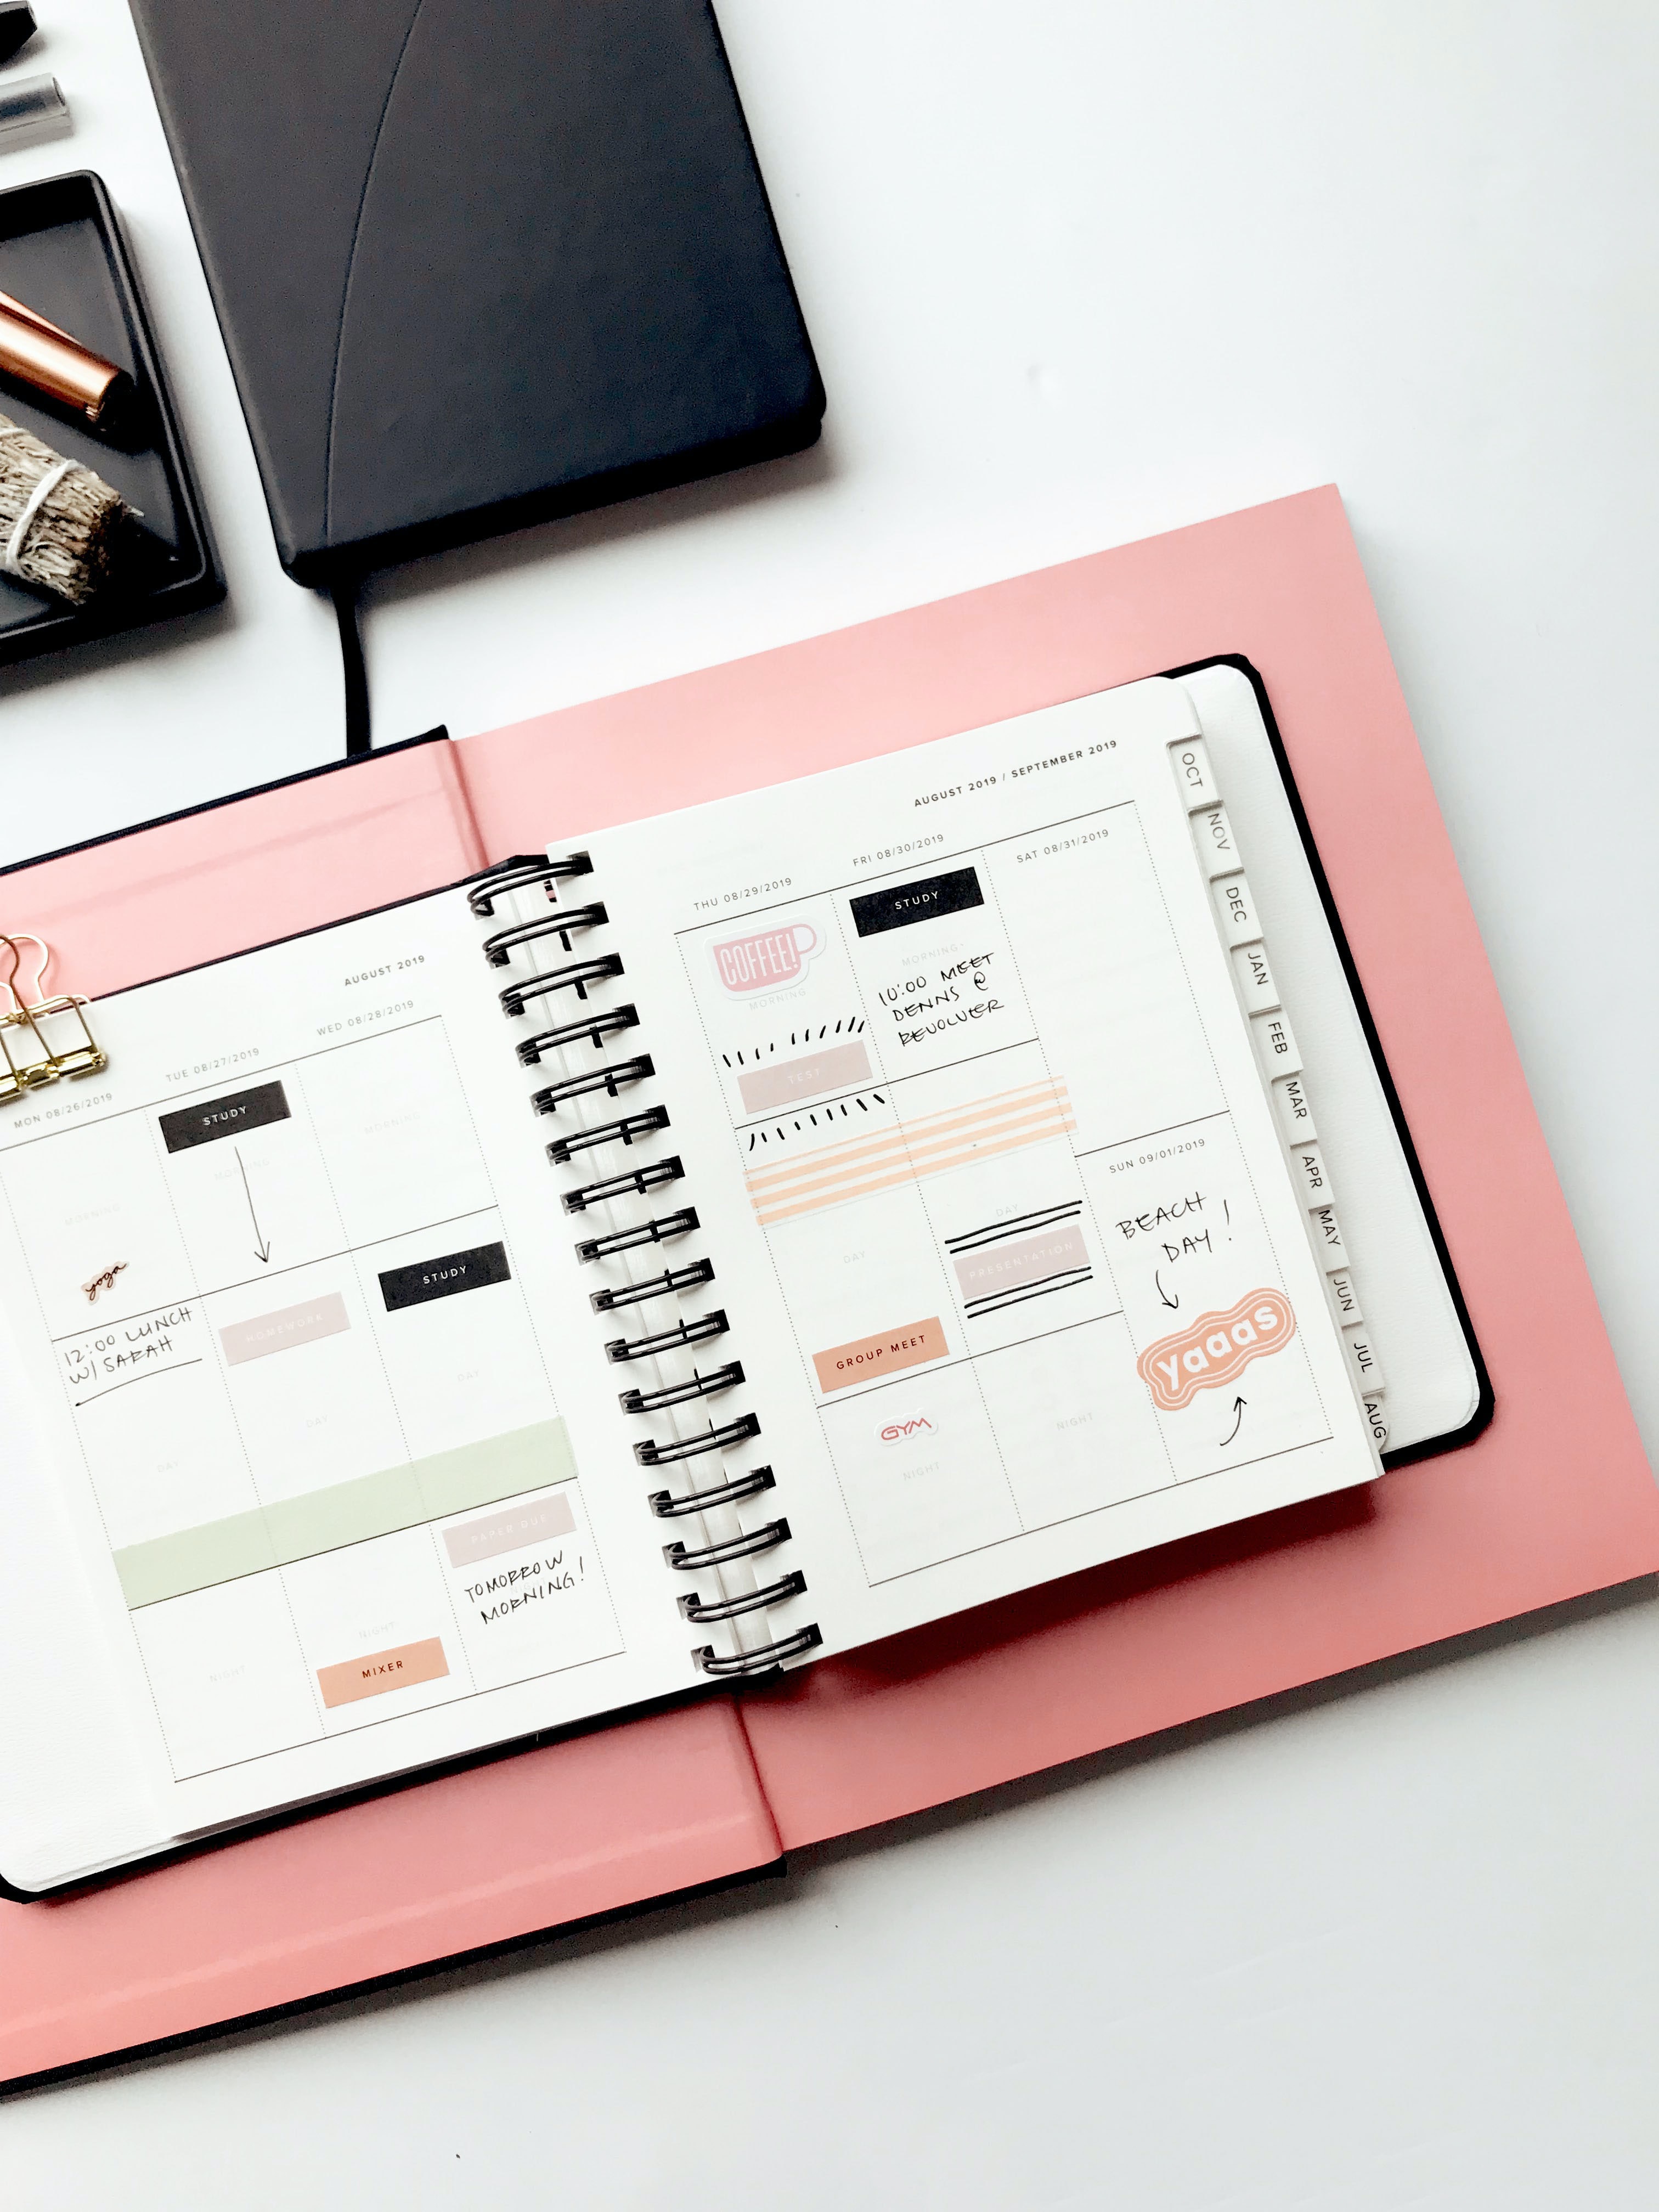 AUGUST 2019
MON 08/26/2019
MORNING
yoga
12:00 LUNCH
W/ SARAH
DAY
NIGHT
TUE 08/27/2019
STUDY
MORNING
HOMEWORK
DAY
NIGHT
MIXER
WED 08/28/2019
MORNING
STUDY
DAY
PAPER DUE
TOMORROW
MORNING!
AUGUST 2019 / SEPTEMBER 2019
THU 08/29/2019
COFFEE!
MORNING
TEST
DAY
GROUP MEET
GYM
NIGHT
FRI 08/30/2019
STUDY
MORNING
10:00 MEET
DENNS @
REVOLVER
DAY
PRESENTATION
NIGHT
SAT 08/31/2019
SUN 09/01/2019
BEACH
DAY!
yaaas
OCT
NOV
DEC
JAN
FEB
MAR
APR
MAY
JUN
JUL
AUG